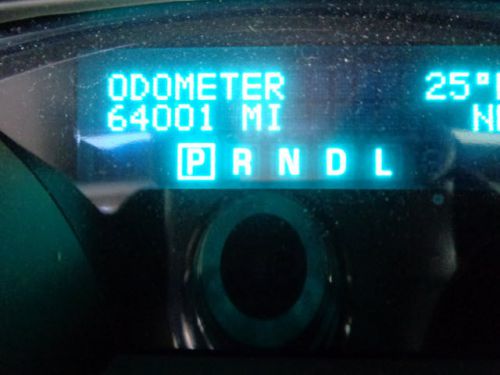 ODOMETER 25°
64001 MI
P R N D L